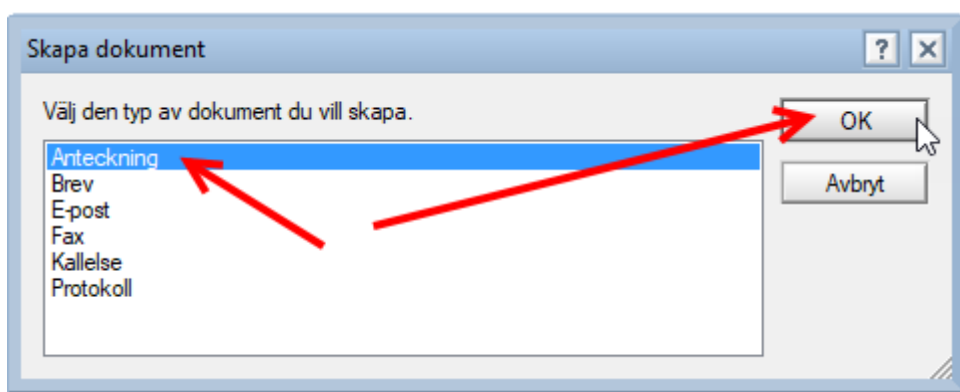 Skapa dokument
Välj den typ av dokument du vill skapa.
OK
Anteckning
Brev
Avbryt
E-post
Fax
Kallelse
Protokoll